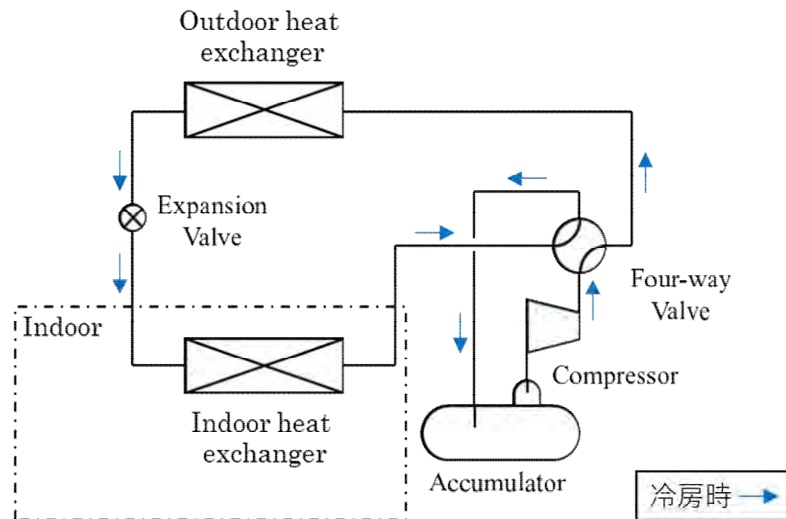 Outdoor heat
exchanger
Expansion
Valve
Four-way
Valve
Indoor
Compressor
Indoor heat
exchanger
Accumulator
冷房時